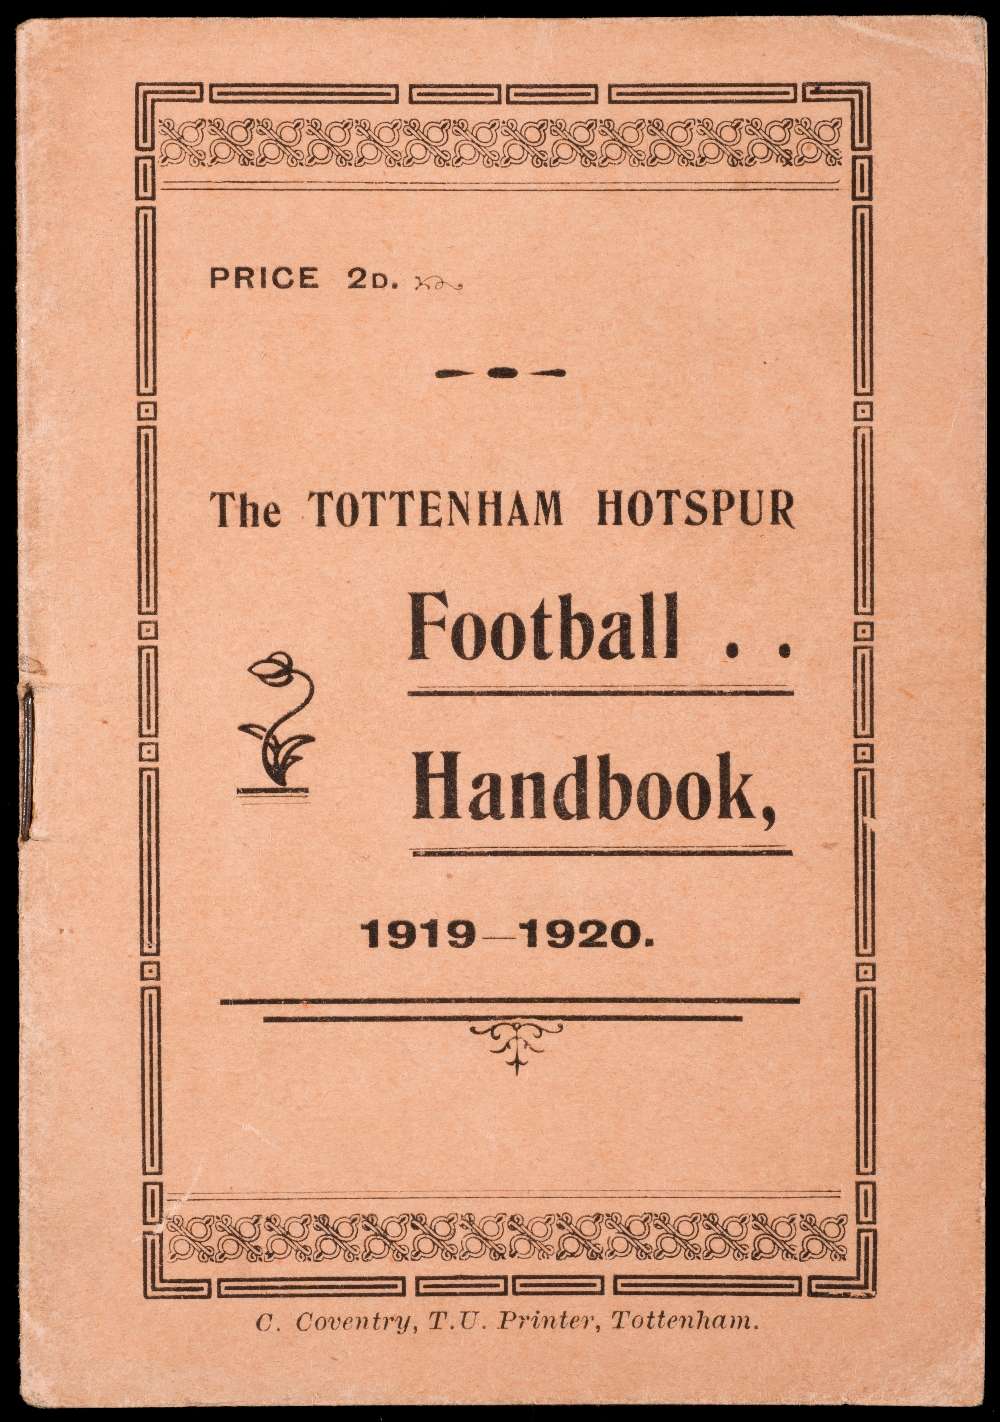 PRICE 2D.
The TOTTENHAM HOTSPUR
Football . .
Handbook,
1919—1920.
C. Coventry, T.U. Printer, Tottenham.